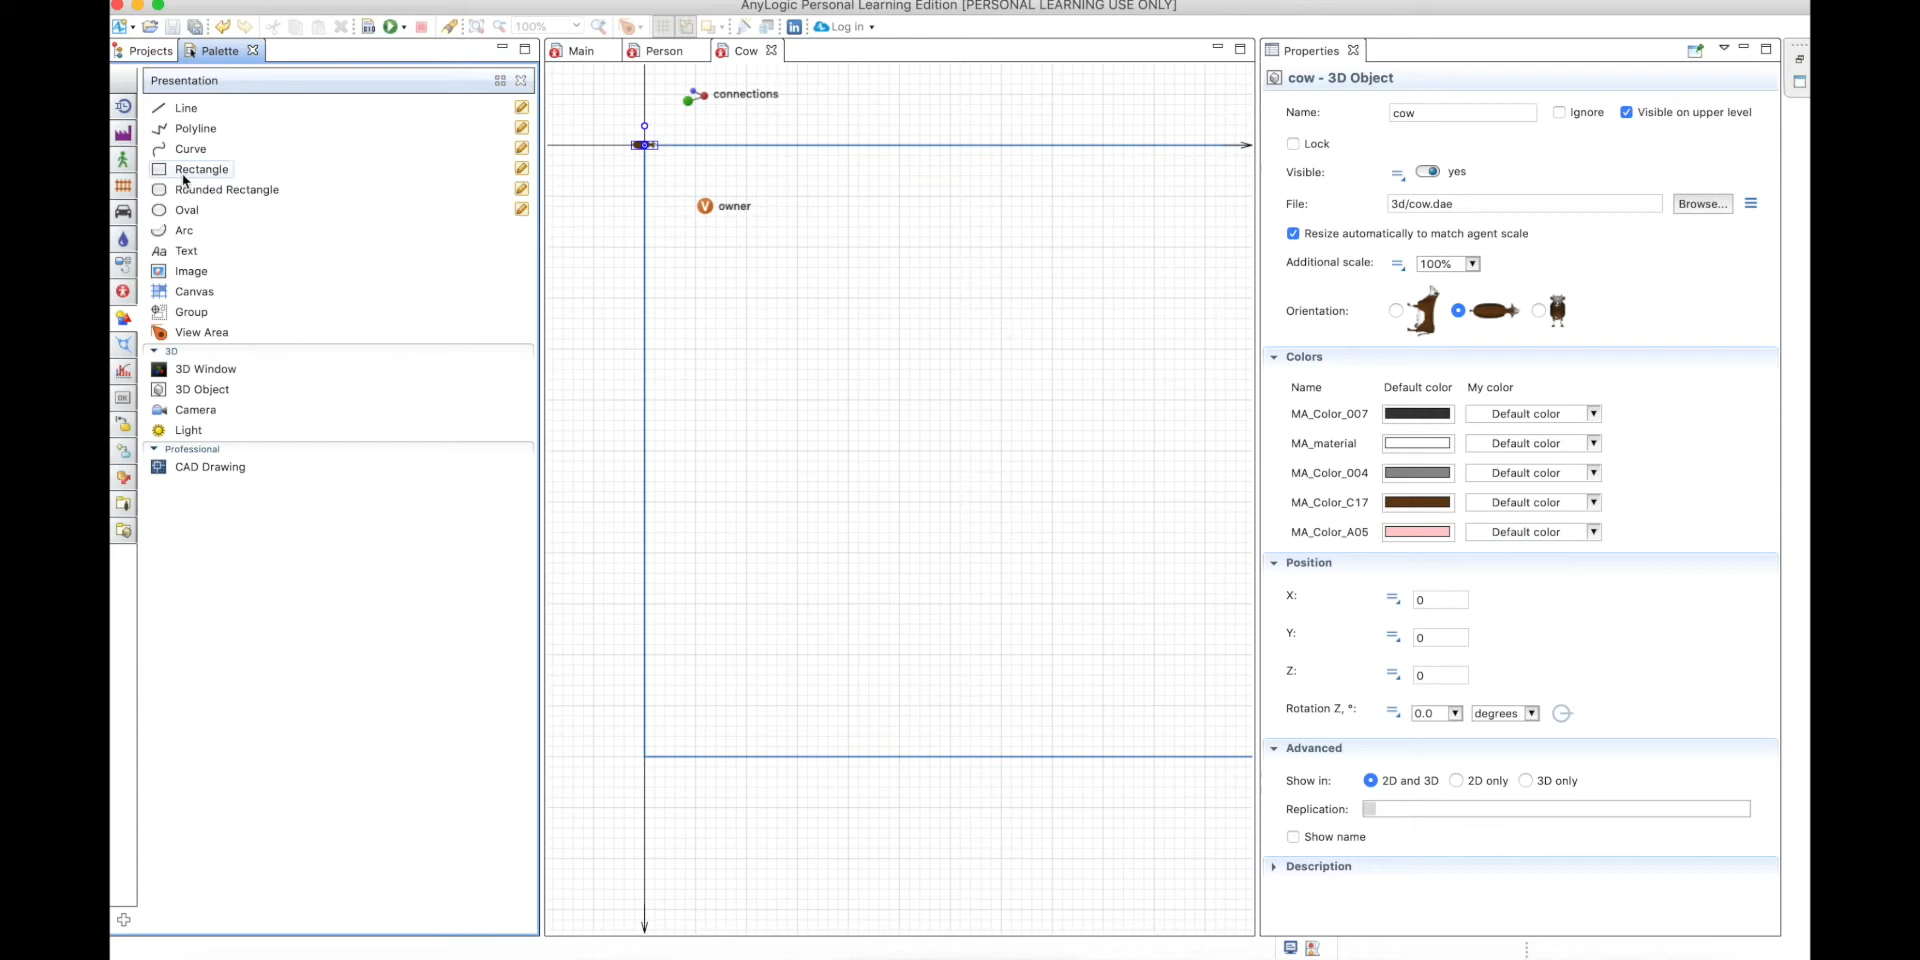 AnyLogic Personal Learning Edition [PERSONAL LEARNING USE ONLY]
100%
Log in
Projects
Palette
Main
Person
Cow
Properties
Presentation
Line
Polyline
Curve
Rectangle
Rounded Rectangle
Oval
Arc
Aa Text
Image
Canvas
Group
View Area
3D
3D Window
3D Object
Camera
Light
Professional
CAD Drawing
connections
V owner
cow - 3D Object
Name: cow Ignore Visible on upper level
Lock
Visible: yes
File: 3d/cow.dae Browse...
Resize automatically to match agent scale
Additional scale: 100%
Orientation:
Colors
Name Default color My color
MA_Color_007 Default color
MA_material Default color
MA_Color_004 Default color
MA_Color_C17 Default color
MA_Color_A05 Default color
Position
X: 0
Y: 0
Z: 0
Rotation Z, °: 0.0 degrees
Advanced
Show in: 2D and 3D 2D only 3D only
Replication:
Show name
Description